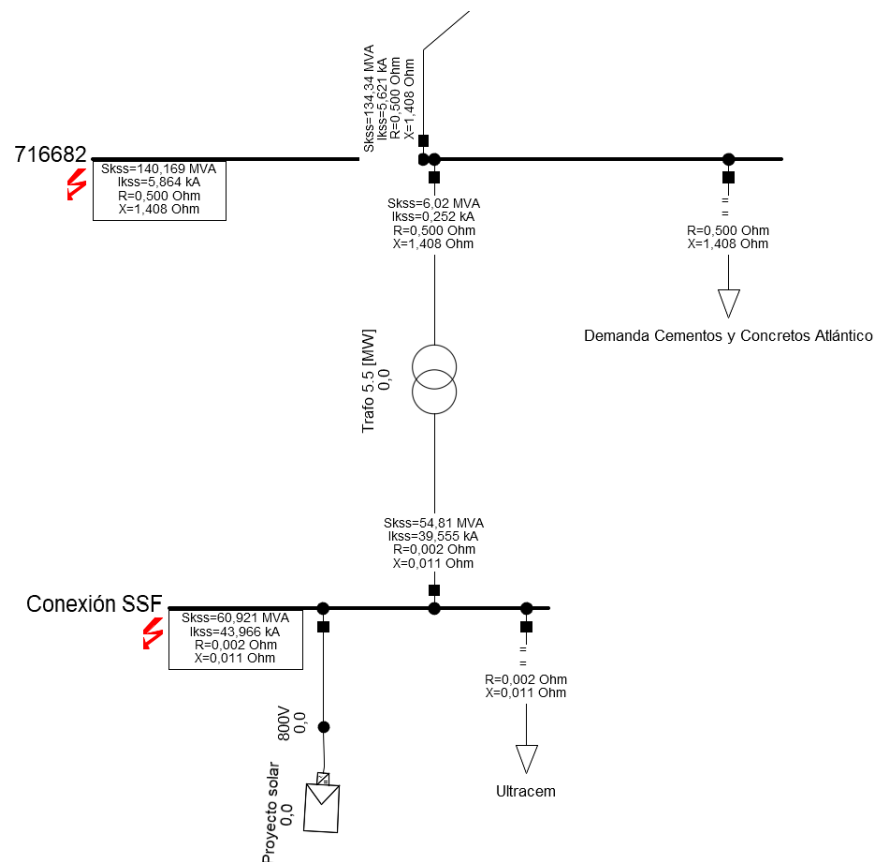 Skss=134,34 MVA
Ikss=5,621 kA
R=0,500 Ohm
X=1,408 Ohm
716682
Skss=140,169 MVA
Ikss=5,864 kA
R=0,500 Ohm
X=1,408 Ohm
Skss=6,02 MVA
Ikss=0,252 kA
R=0,500 Ohm
X=1,408 Ohm
=
=
R=0,500 Ohm
X=1,408 Ohm
Demanda Cementos y Concretos Atlántico
Trafo 5.5 [MW]
0,0
Skss=54,81 MVA
Ikss=39,555 kA
R=0,002 Ohm
X=0,011 Ohm
Conexión SSF
Skss=60,921 MVA
Ikss=43,966 kA
R=0,002 Ohm
X=0,011 Ohm
=
=
R=0,002 Ohm
X=0,011 Ohm
800V
0,0
Ultracem
Proyecto solar
0,0